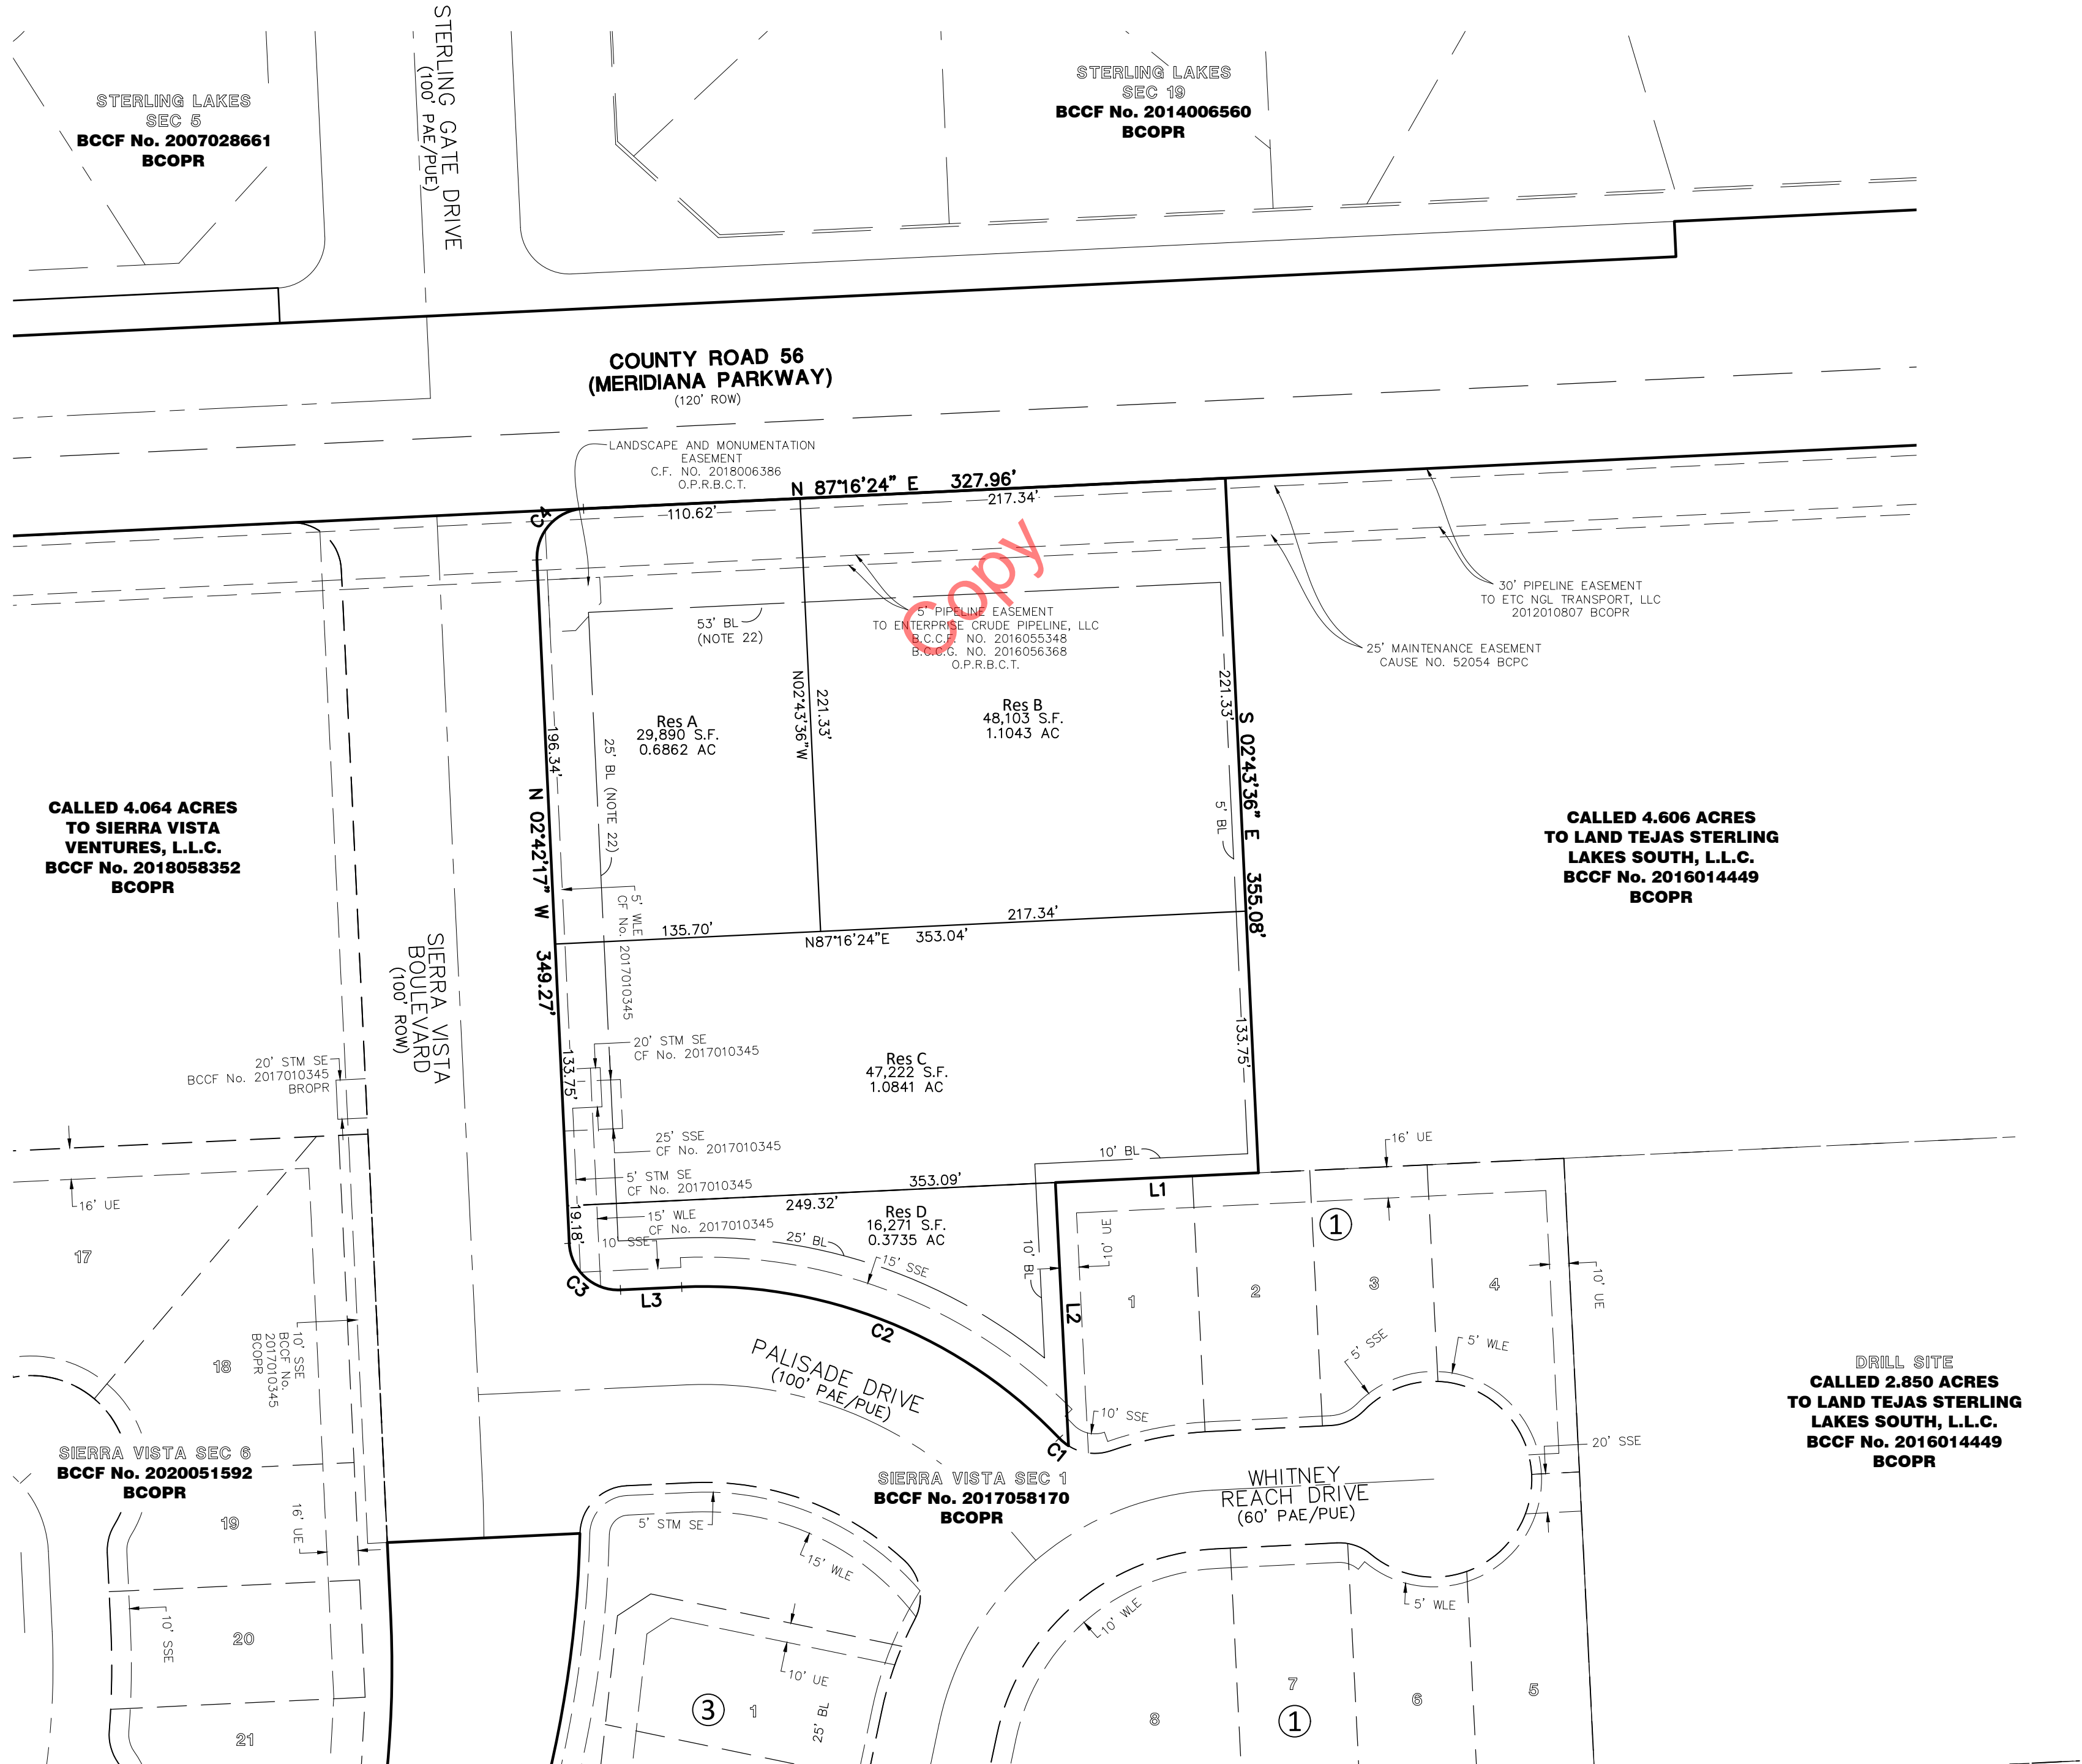 STERLING LAKES
SEC 5
BCCF No. 2007028661
BCOPR
STERLING GATE DRIVE
(100' PAE/PUE)
STERLING LAKES
SEC 19
BCCF No. 2014006560
BCOPR
COUNTY ROAD 56
(MERIDIANA PARKWAY)
(120' ROW)
LANDSCAPE AND MONUMENTATION
EASEMENT
C.F. NO. 2018006386
O.P.R.B.C.T.
N 87°16'24" E 327.96'
110.62'
217.34'
C4
Copy
53' BL
(NOTE 22)
5' PIPELINE EASEMENT
TO ENTERPRISE CRUDE PIPELINE, LLC
B.C.C.F. NO. 2016055348
B.C.C.G. NO. 2016056368
O.P.R.B.C.T.
30' PIPELINE EASEMENT
TO ETC NGL TRANSPORT, LLC
2012010807 BCOPR
25' MAINTENANCE EASEMENT
CAUSE NO. 52054 BCPC
Res A
29,890 S.F.
0.6862 AC
N02°43'36"W
221.33'
Res B
48,103 S.F.
1.1043 AC
221.33'
S 02°43'36" E 355.08'
5' BL
196.34'
25' BL (NOTE 22)
N 02°42'17" W 349.27'
5' WLE
CF No. 2017010345
135.70'
217.34'
N87°16'24"E 353.04'
CALLED 4.064 ACRES
TO SIERRA VISTA
VENTURES, L.L.C.
BCCF No. 2018058352
BCOPR
CALLED 4.606 ACRES
TO LAND TEJAS STERLING
LAKES SOUTH, L.L.C.
BCCF No. 2016014449
BCOPR
SIERRA VISTA
BOULEVARD
(100' ROW)
20' STM SE
BCCF No. 2017010345
BROPR
20' STM SE
CF No. 2017010345
133.75'
Res C
47,222 S.F.
1.0841 AC
133.75'
25' SSE
CF No. 2017010345
5' STM SE
CF No. 2017010345
10' BL
353.09'
249.32'
L1
16' UE
19.18'
15' WLE
CF No. 2017010345
10' SSE
Res D
16,271 S.F.
0.3735 AC
25' BL
15' SSE
10' BL
10' UE
L2
C3
L3
C2
C1
1
1
2
3
4
10' UE
5' SSE
5' WLE
10' SSE
20' SSE
16' UE
17
18
10' SSE
BCCF No.
2017010345
BCOPR
SIERRA VISTA SEC 6
BCCF No. 2020051592
BCOPR
19
16' UE
20
10' SSE
21
PALISADE DRIVE
(100' PAE/PUE)
SIERRA VISTA SEC 1
BCCF No. 2017058170
BCOPR
WHITNEY
REACH DRIVE
(60' PAE/PUE)
DRILL SITE
CALLED 2.850 ACRES
TO LAND TEJAS STERLING
LAKES SOUTH, L.L.C.
BCCF No. 2016014449
BCOPR
5' STM SE
15' WLE
10' UE
3
1
25' BL
10' WLE
5' WLE
8
7
1
6
5